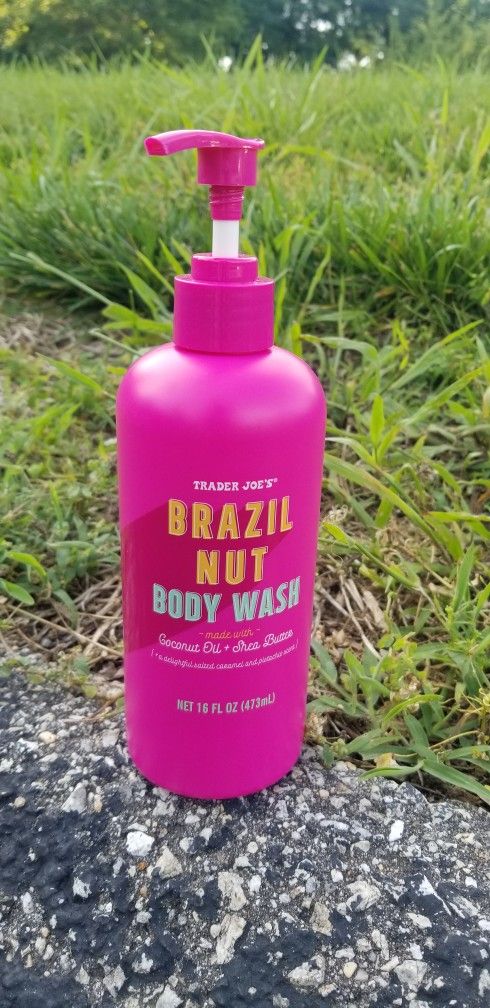 TRADER JOE'S®
BRAZIL
NUT
BODY WASH
- made with -
Coconut Oil + Shea Butter
( + a delightful salted caramel and pistachio scent )
NET 16 FL OZ (473mL)